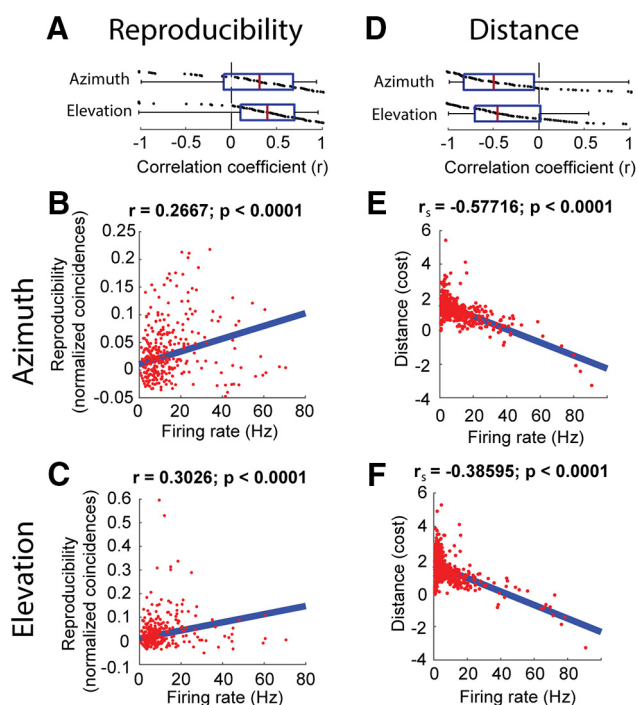 A Reproducibility
Azimuth
Elevation
-1 -0.5 0 0.5 1
Correlation coefficient (r)
D Distance
Azimuth
Elevation
-1 -0.5 0 0.5 1
Correlation coefficient (r)
Azimuth
B r = 0.2667; p < 0.0001
Reproducibility
(normalized coincidences)
0.25
0.2
0.15
0.1
0.05
0
-0.05
0 20 40 60 80
Firing rate (Hz)
E rs = -0.57716; p < 0.0001
Distance (cost)
6
4
2
0
-2
-4
0 20 40 60 80
Firing rate (Hz)
Elevation
C r = 0.3026; p < 0.0001
Reproducibility
(normalized coincidences)
0.6
0.5
0.4
0.3
0.2
0.1
0
-0.1
0 20 40 60 80
Firing rate (Hz)
F rs = -0.38595; p < 0.0001
Distance (cost)
6
4
2
0
-2
-4
0 20 40 60 80
Firing rate (Hz)